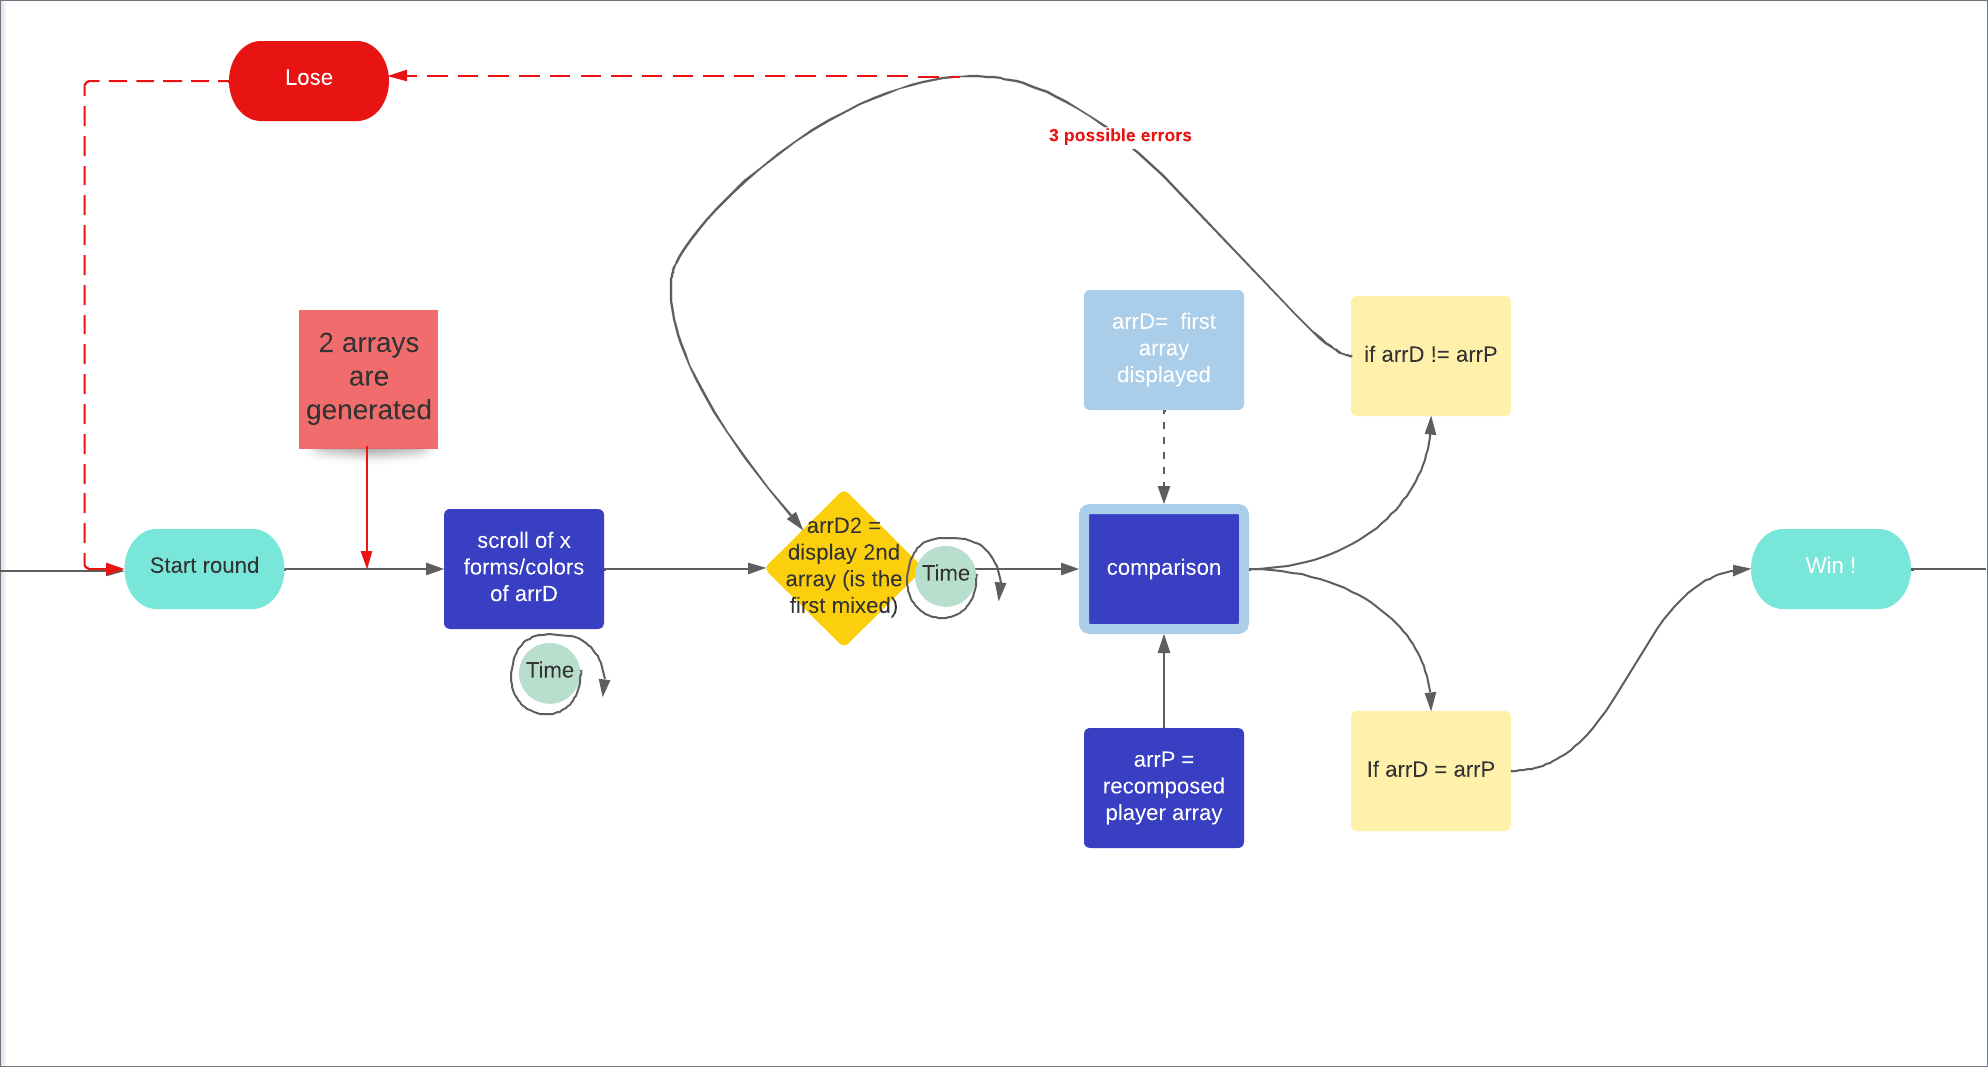 Lose
3 possible errors
2 arrays
are
generated
arrD=  first
array
displayed
if arrD != arrP
Start round
scroll of x
forms/colors
of arrD
Time
arrD2 =
display 2nd
array (is the
first mixed)
Time
comparison
Win !
arrP =
recomposed
player array
If arrD = arrP